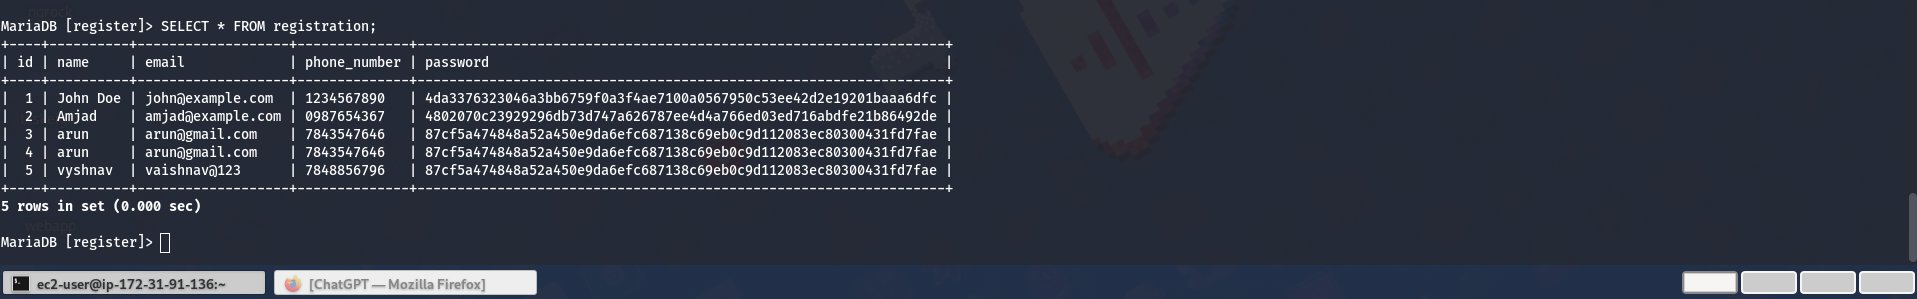 MariaDB [register]> SELECT * FROM registration;
+----+----------+-------------------+--------------+------------------------------------------------------------------+
| id | name     | email             | phone_number | password                                                         |
+----+----------+-------------------+--------------+------------------------------------------------------------------+
|  1 | John Doe | john@example.com  | 1234567890   | 4da3376323046a3bb6759f0a3f4ae7100a0567950c53ee42d2e19201baaa6dfc |
|  2 | Amjad    | amjad@example.com | 0987654367   | 4802070c23929296db73d747a626787ee4d4a766ed03ed716abdfe21b86492de |
|  3 | arun     | arun@gmail.com    | 7843547646   | 87cf5a474848a52a450e9da6efc687138c69eb0c9d112083ec80300431fd7fae |
|  4 | arun     | arun@gmail.com    | 7843547646   | 87cf5a474848a52a450e9da6efc687138c69eb0c9d112083ec80300431fd7fae |
|  5 | vyshnav  | vaishnav@123      | 7848856796   | 87cf5a474848a52a450e9da6efc687138c69eb0c9d112083ec80300431fd7fae |
+----+----------+-------------------+--------------+------------------------------------------------------------------+
5 rows in set (0.000 sec)
MariaDB [register]>
ec2-user@ip-172-31-91-136:~ [ChatGPT — Mozilla Firefox]